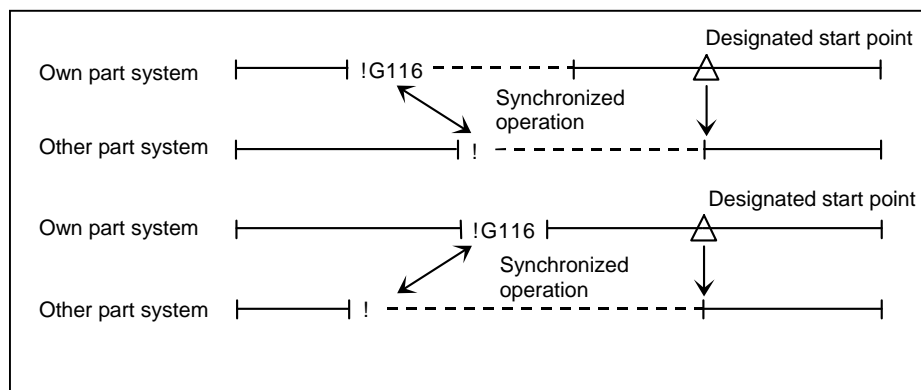 Designated start point
Own part system !G116
Synchronized
operation
Other part system !
Designated start point
Own part system !G116
Synchronized
operation
Other part system !